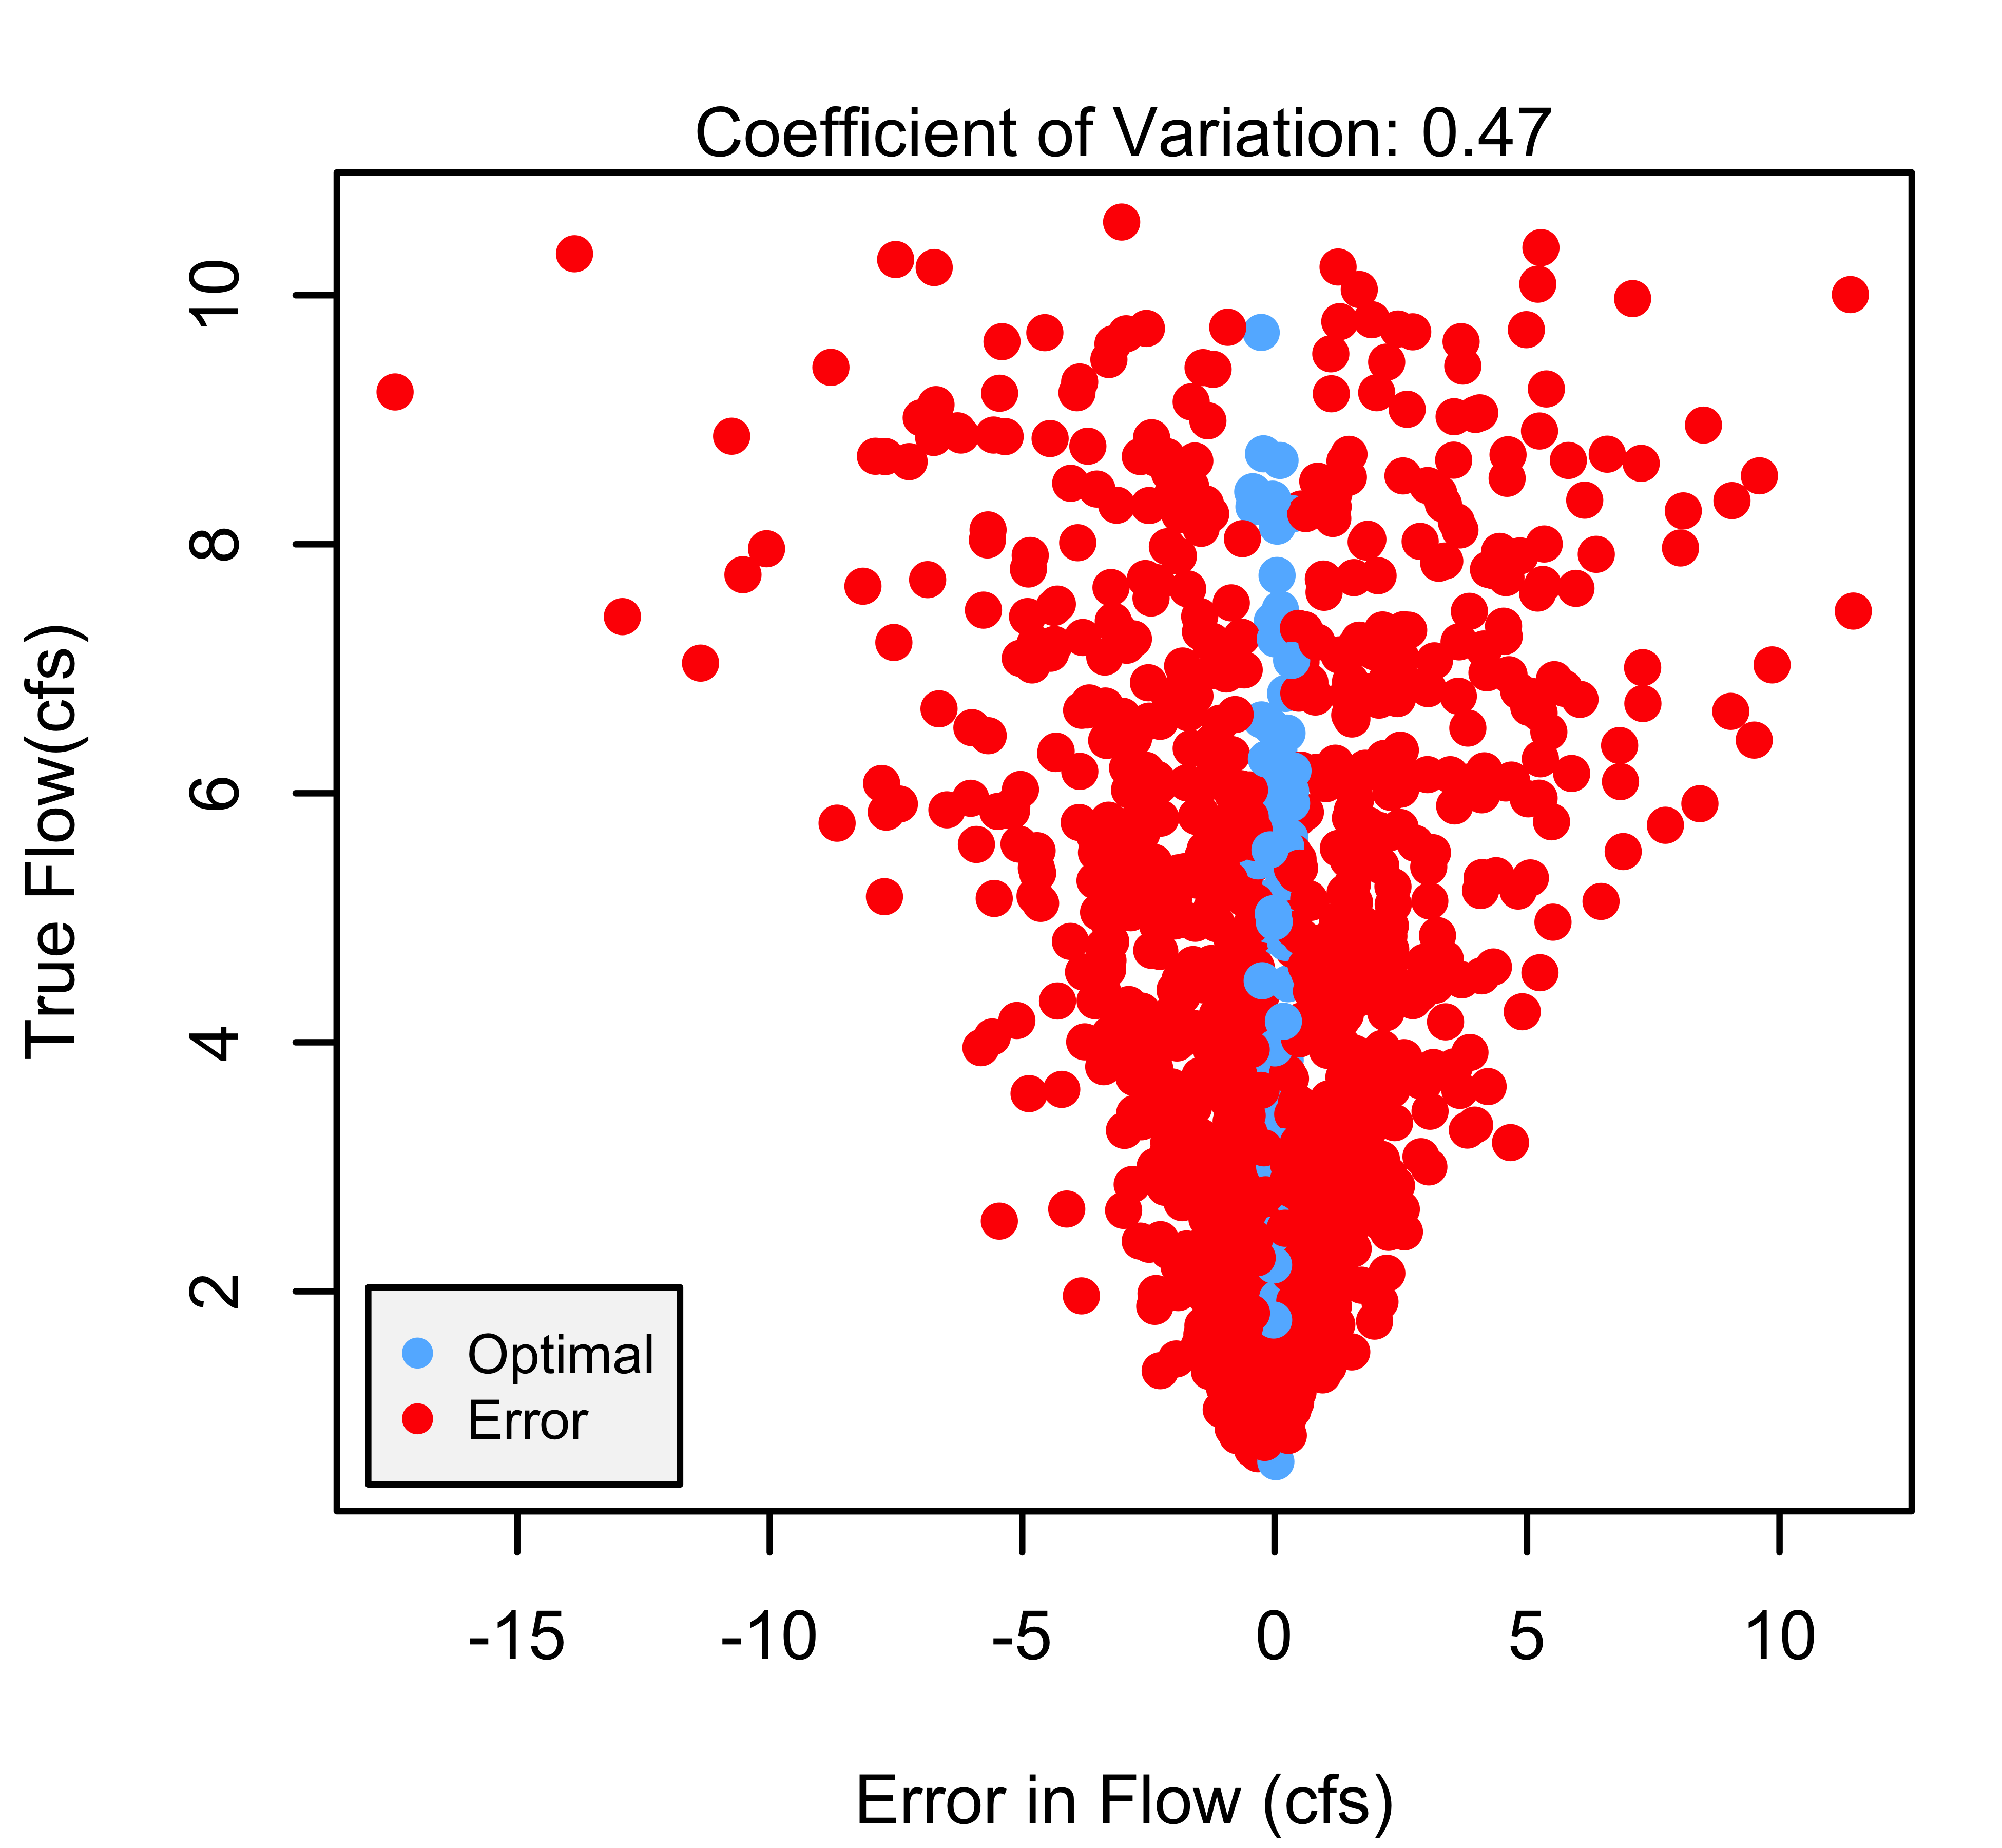 Coefficient of Variation: 0.47
True Flow (cfs)
10
8
6
4
2
Optimal
Error
-15 -10 -5 0 5 10
Error in Flow (cfs)